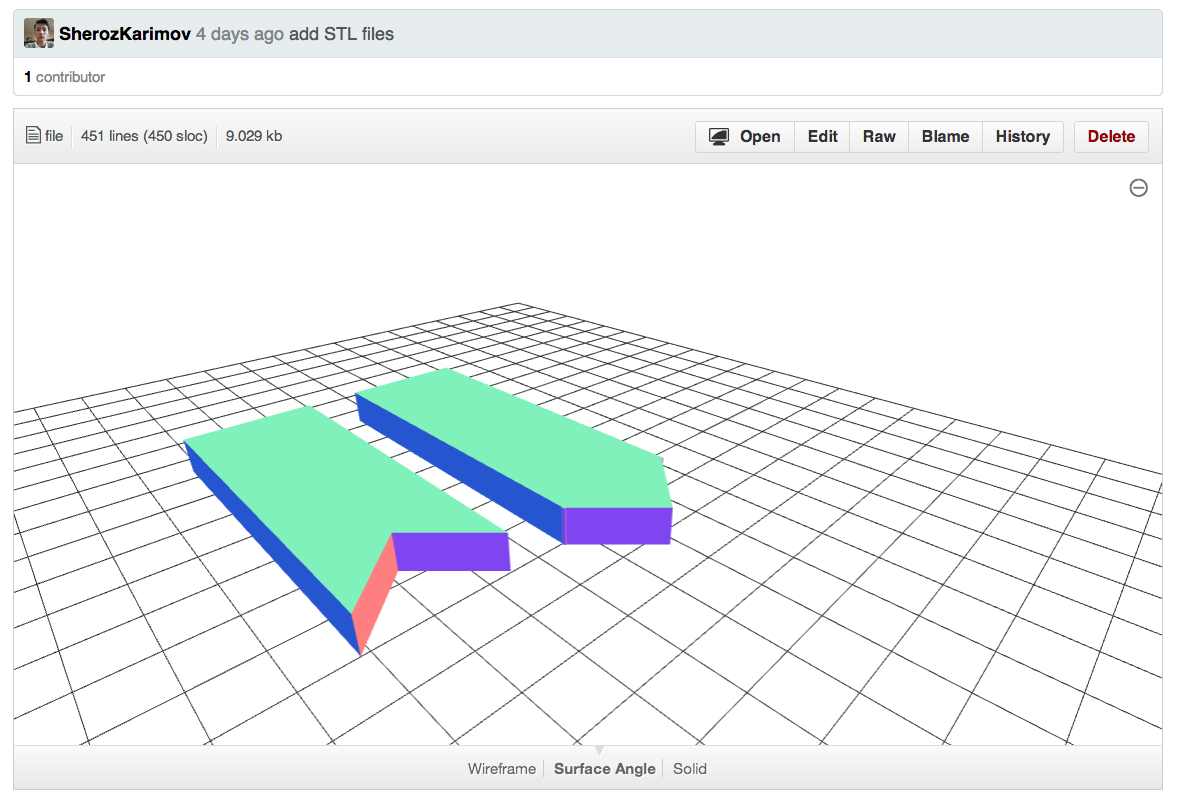 SherozKarimov 4 days ago add STL files
1 contributor
file 451 lines (450 sloc) 9.029 kb Open Edit Raw Blame History Delete
Wireframe Surface Angle Solid